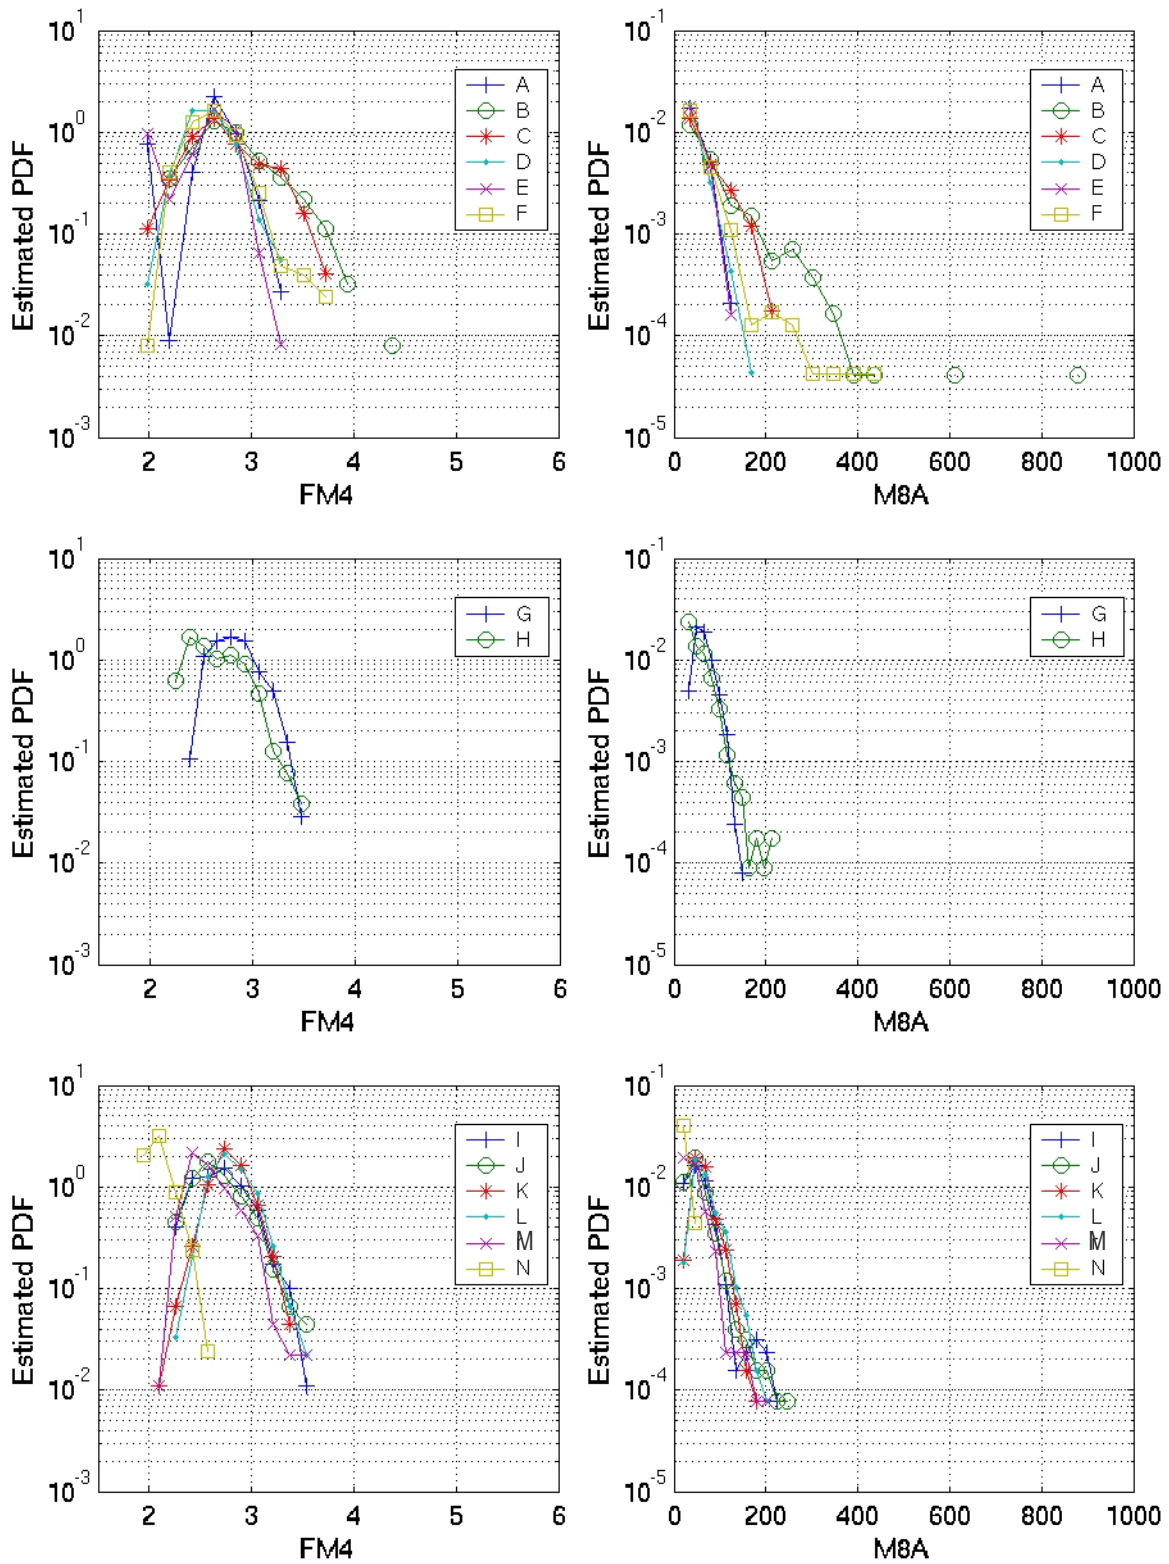 10^1
10^0
10^-1
10^-2
10^-3
Estimated PDF
2 3 4 5 6
FM4
A
B
C
D
E
F
10^-1
10^-2
10^-3
10^-4
10^-5
Estimated PDF
0 200 400 600 800 1000
M8A
A
B
C
D
E
F
10^1
10^0
10^-1
10^-2
10^-3
Estimated PDF
2 3 4 5 6
FM4
G
H
10^-1
10^-2
10^-3
10^-4
10^-5
Estimated PDF
0 200 400 600 800 1000
M8A
G
H
10^1
10^0
10^-1
10^-2
10^-3
Estimated PDF
2 3 4 5 6
FM4
I
J
K
L
M
N
10^-1
10^-2
10^-3
10^-4
10^-5
Estimated PDF
0 200 400 600 800 1000
M8A
I
J
K
L
M
N